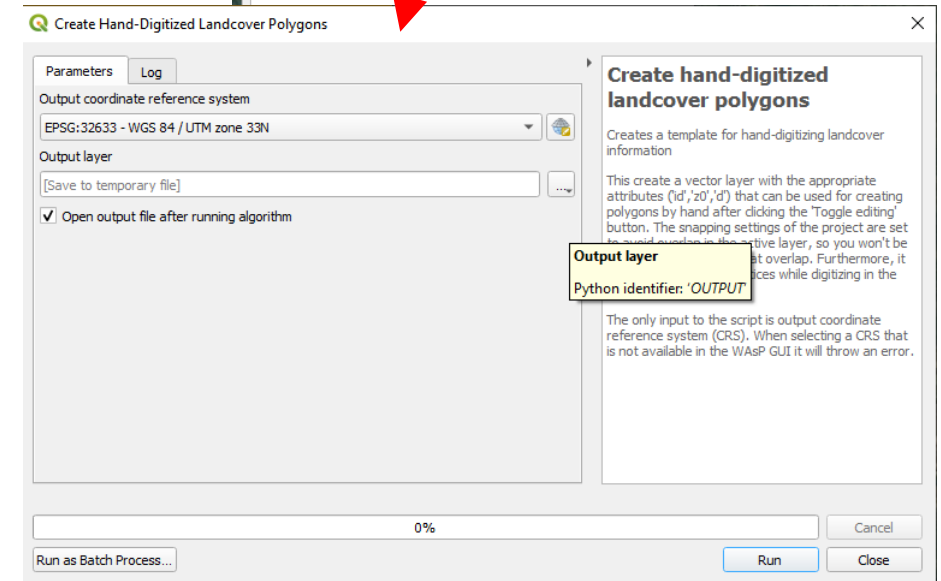 Create Hand-Digitized Landcover Polygons
Parameters
Log
Output coordinate reference system
EPSG:32633 - WGS 84 / UTM zone 33N
Output layer
[Save to temporary file]
...
Open output file after running algorithm
Create hand-digitized
landcover polygons
Creates a template for hand-digitizing landcover
information
This create a vector layer with the appropriate
attributes ('id','z0','d') that can be used for creating
polygons by hand after clicking the 'Toggle editing'
button. The snapping settings of the project are set
to avoid overlap in the active layer, so you won't be
at overlap. Furthermore, it
ices while digitizing in the
Output layer
Python identifier: 'OUTPUT'
The only input to the script is output coordinate
reference system (CRS). When selecting a CRS that
is not available in the WAsP GUI it will throw an error.
0%
Cancel
Run as Batch Process...
Run
Close